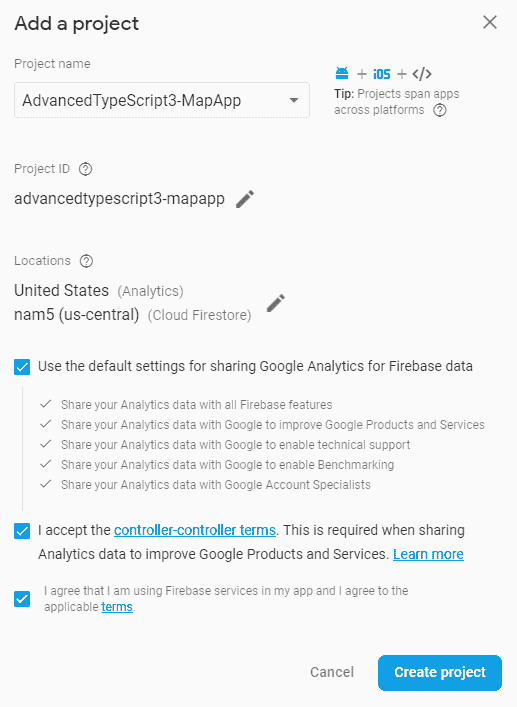 Add a project
Project name
AdvancedTypeScript3-MapApp
+ iOS + </>
Tip: Projects span apps
across platforms ?
Project ID ?
advancedtypescript3-mapapp
Locations ?
United States (Analytics)
nam5 (us-central) (Cloud Firestore)
Use the default settings for sharing Google Analytics for Firebase data
Share your Analytics data with all Firebase features
Share your Analytics data with Google to improve Google Products and Services
Share your Analytics data with Google to enable technical support
Share your Analytics data with Google to enable Benchmarking
Share your Analytics data with Google Account Specialists
I accept the controller-controller terms. This is required when sharing
Analytics data to improve Google Products and Services. Learn more
I agree that I am using Firebase services in my app and I agree to the
applicable terms.
Cancel Create project